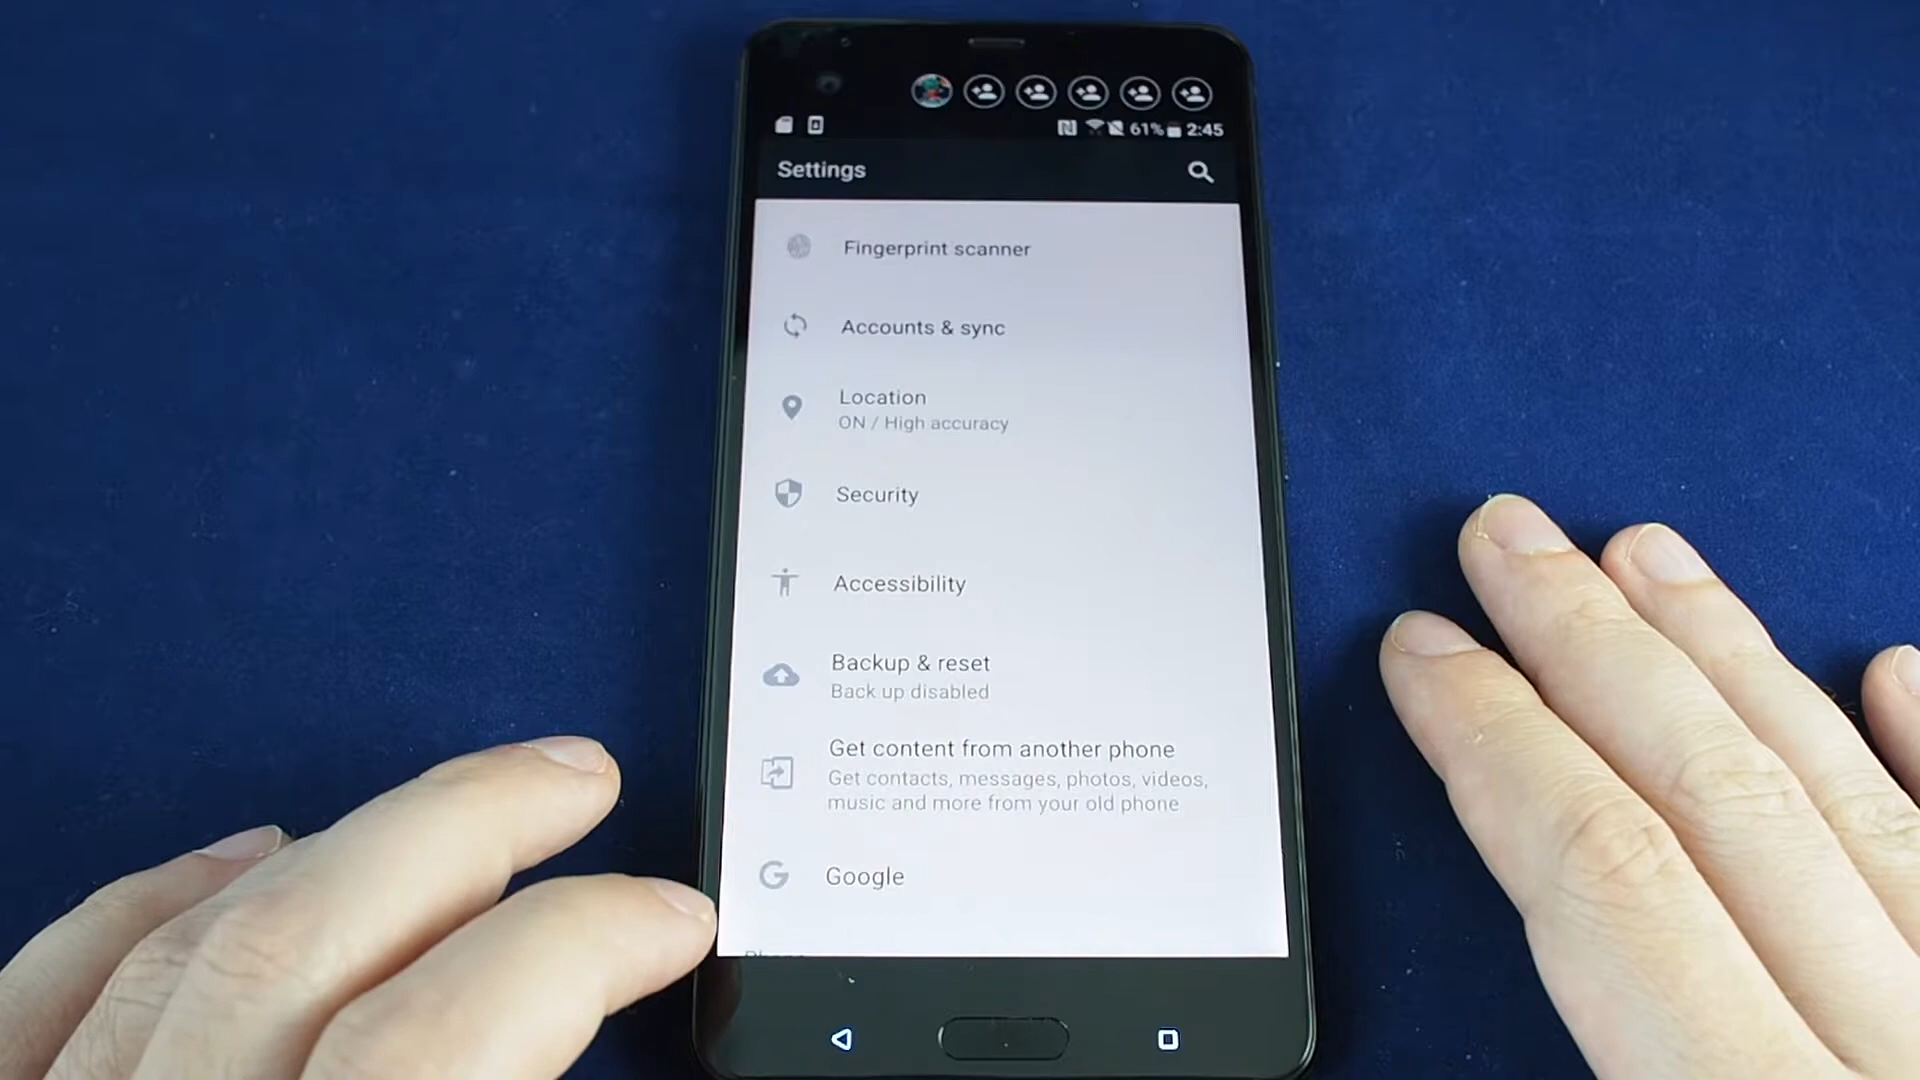 61% 2:45
Settings
Fingerprint scanner
Accounts & sync
Location
ON / High accuracy
Security
Accessibility
Backup & reset
Back up disabled
Get content from another phone
Get contacts, messages, photos, videos,
music and more from your old phone
Google
Phone